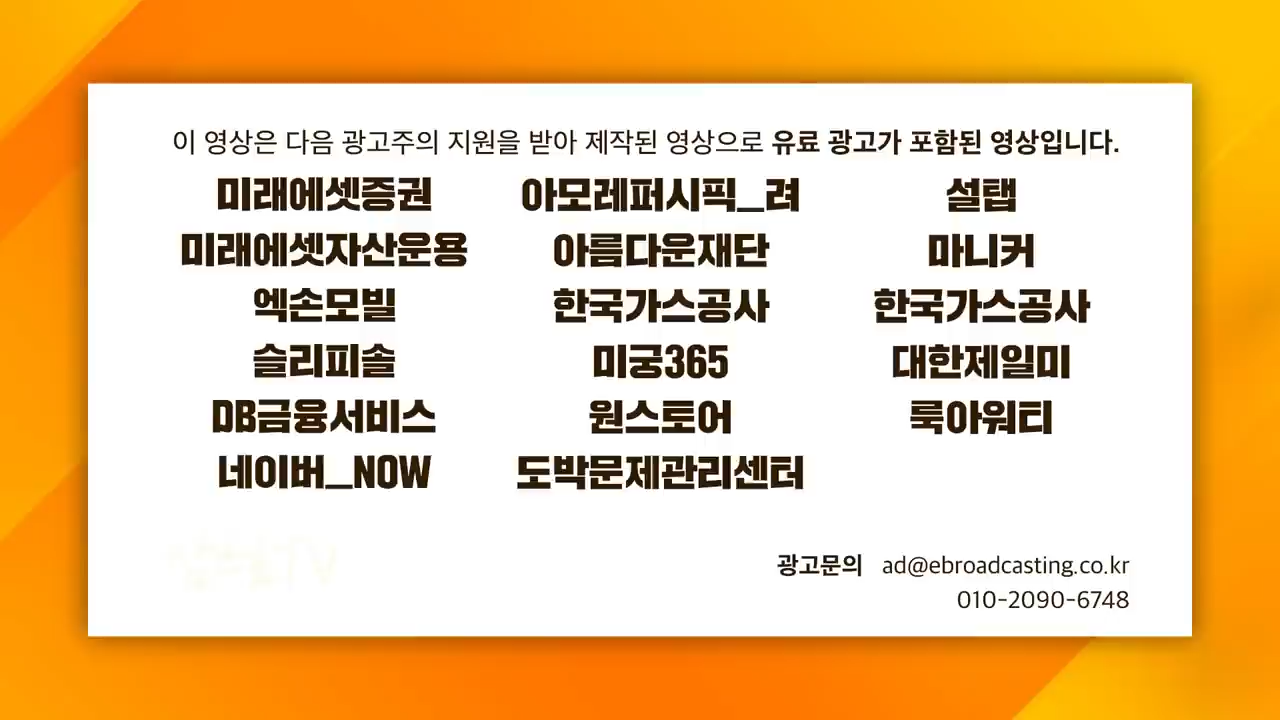 이 영상은 다음 광고주의 지원을 받아 제작된 영상으로 유료 광고가 포함된 영상입니다.
미래에셋증권 아모레퍼시픽_려 설탭
미래에셋자산운용 아름다운재단 마니커
엑손모빌 한국가스공사 한국가스공사
슬리피솔 미궁365 대한제일미
DB금융서비스 원스토어 룩아워티
네이버_NOW 도박문제관리센터
광고문의 ad@ebroadcasting.co.kr
010-2090-6748